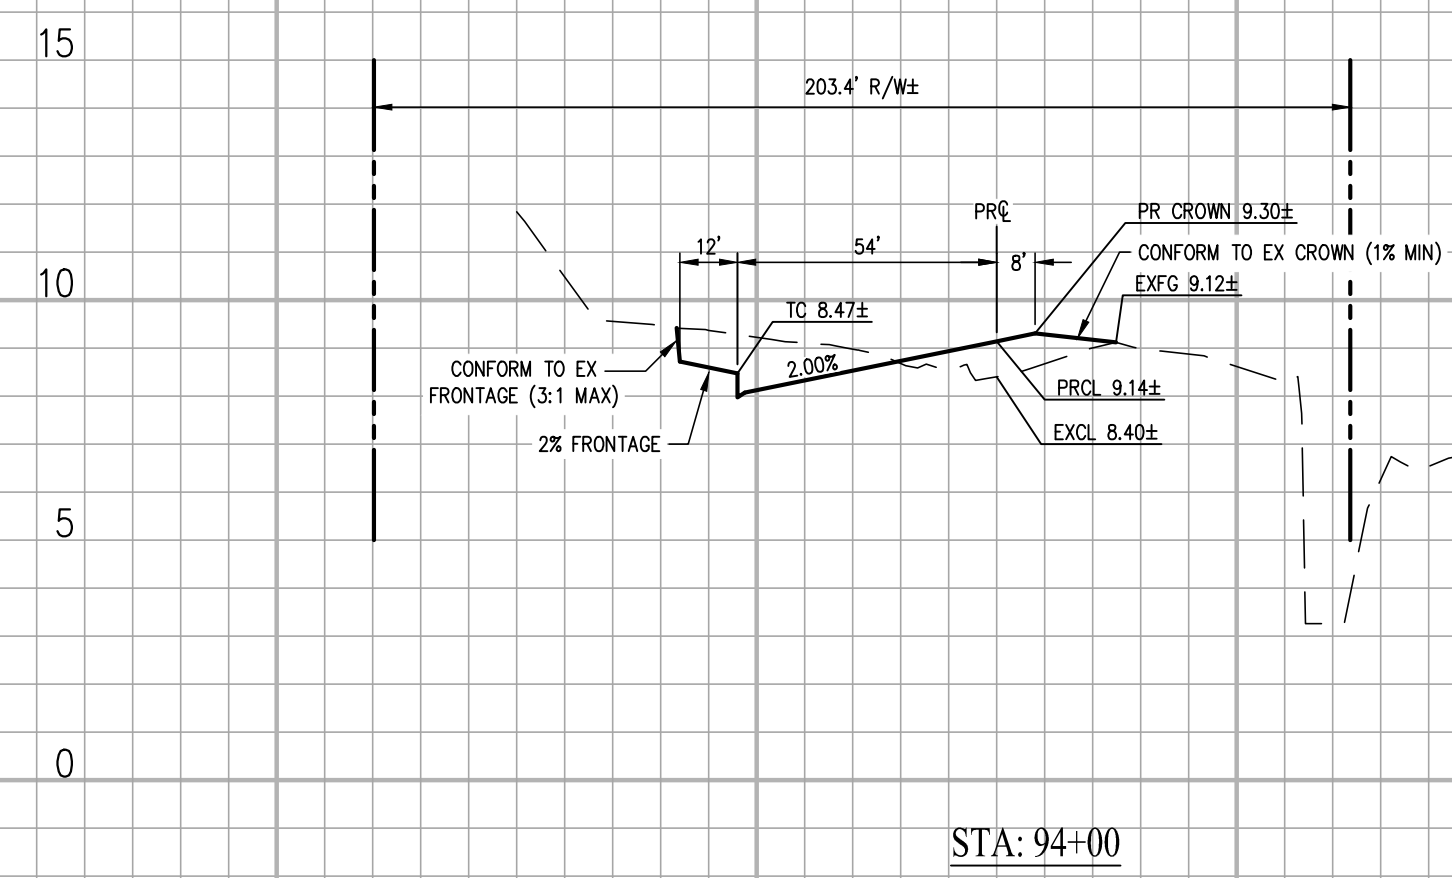 15
203.4' R/W±
PR℄
PR CROWN 9.30±
12'
54'
8'
CONFORM TO EX CROWN (1% MIN)
10
EXFG 9.12±
TC 8.47±
CONFORM TO EX
FRONTAGE (3:1 MAX)
2.00%
PRCL 9.14±
2% FRONTAGE
EXCL 8.40±
5
0
STA: 94+00